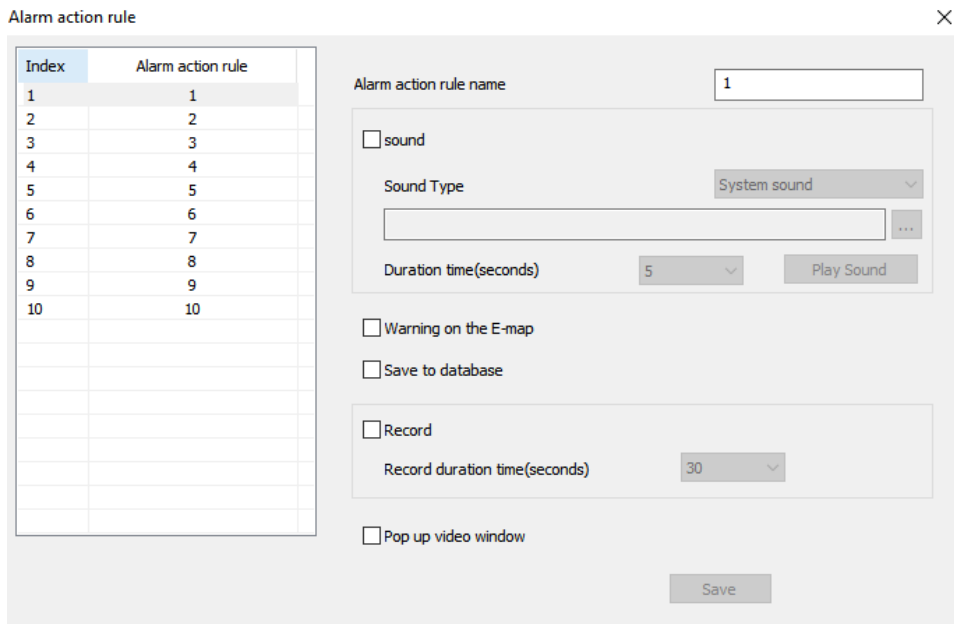 Alarm action rule
Index Alarm action rule
1 1
2 2
3 3
4 4
5 5
6 6
7 7
8 8
9 9
10 10
Alarm action rule name 1
sound
Sound Type System sound
...
Duration time(seconds) 5 Play Sound
Warning on the E-map
Save to database
Record
Record duration time(seconds) 30
Pop up video window
Save